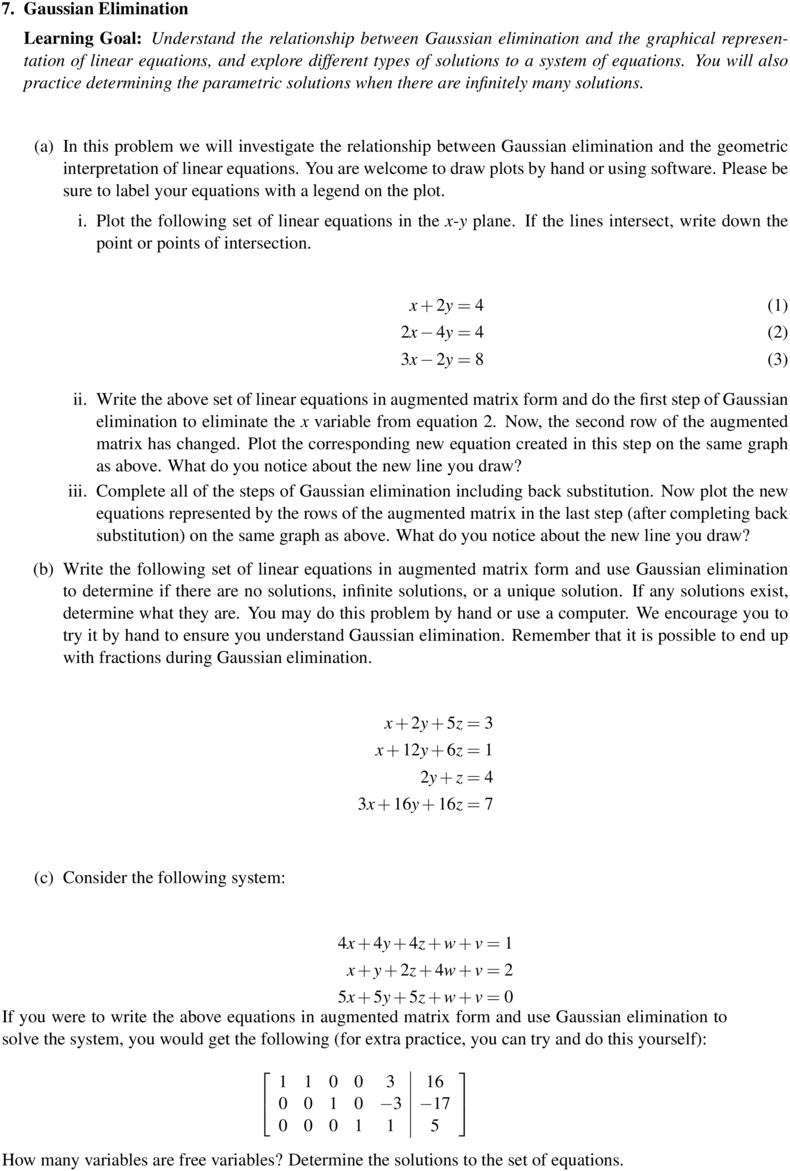 7. Gaussian Elimination
Learning Goal: Understand the relationship between Gaussian elimination and the graphical represen-
tation of linear equations, and explore different types of solutions to a system of equations. You will also
practice determining the parametric solutions when there are infinitely many solutions.
(a) In this problem we will investigate the relationship between Gaussian elimination and the geometric
interpretation of linear equations. You are welcome to draw plots by hand or using software. Please be
sure to label your equations with a legend on the plot.
i. Plot the following set of linear equations in the x-y plane. If the lines intersect, write down the
point or points of intersection.
x + 2y = 4 (1)
2x − 4y = 4 (2)
3x − 2y = 8 (3)
ii. Write the above set of linear equations in augmented matrix form and do the first step of Gaussian
elimination to eliminate the x variable from equation 2. Now, the second row of the augmented
matrix has changed. Plot the corresponding new equation created in this step on the same graph
as above. What do you notice about the new line you draw?
iii. Complete all of the steps of Gaussian elimination including back substitution. Now plot the new
equations represented by the rows of the augmented matrix in the last step (after completing back
substitution) on the same graph as above. What do you notice about the new line you draw?
(b) Write the following set of linear equations in augmented matrix form and use Gaussian elimination
to determine if there are no solutions, infinite solutions, or a unique solution. If any solutions exist,
determine what they are. You may do this problem by hand or use a computer. We encourage you to
try it by hand to ensure you understand Gaussian elimination. Remember that it is possible to end up
with fractions during Gaussian elimination.
x + 2y + 5z = 3
x + 12y + 6z = 1
2y + z = 4
3x + 16y + 16z = 7
(c) Consider the following system:
4x + 4y + 4z + w + v = 1
x + y + 2z + 4w + v = 2
5x + 5y + 5z + w + v = 0
If you were to write the above equations in augmented matrix form and use Gaussian elimination to
solve the system, you would get the following (for extra practice, you can try and do this yourself):
1 1 0 0 3 | 16
0 0 1 0 −3 | −17
0 0 0 1 1 | 5
How many variables are free variables? Determine the solutions to the set of equations.